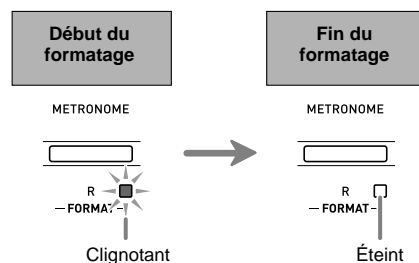 Début du
formatage
METRONOME
R
FORMAT
Clignotant
Fin du
formatage
METRONOME
R
FORMAT
Éteint